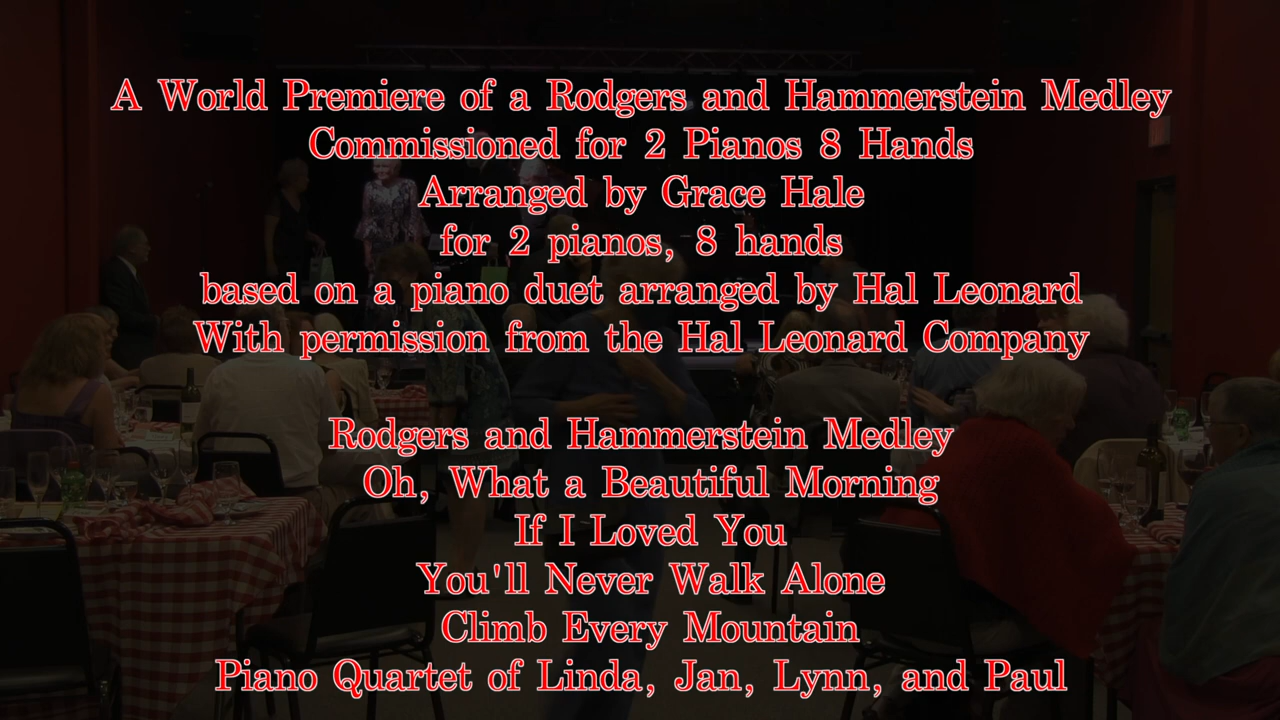 A World Premiere of a Rodgers and Hammerstein Medley
Commissioned for 2 Pianos 8 Hands
Arranged by Grace Hale
for 2 pianos, 8 hands
based on a piano duet arranged by Hal Leonard
With permission from the Hal Leonard Company
Rodgers and Hammerstein Medley
Oh, What a Beautiful Morning
If I Loved You
You'll Never Walk Alone
Climb Every Mountain
Piano Quartet of Linda, Jan, Lynn, and Paul